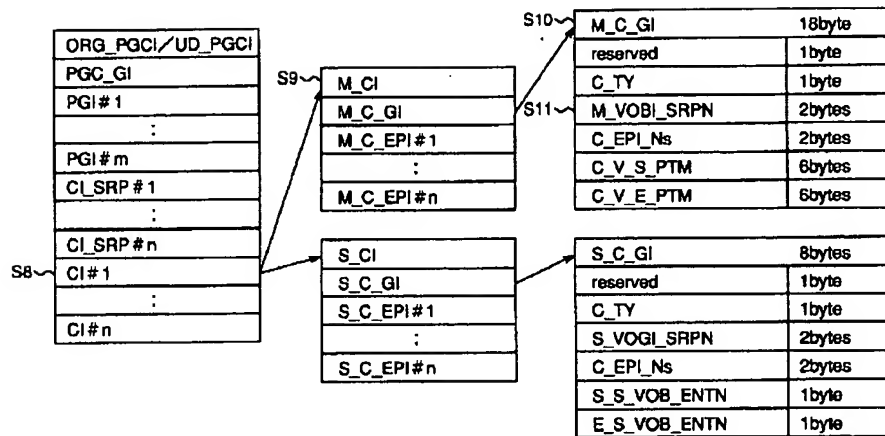 ORG_PGCI/UD_PGCI
PGC_GI
PGI#1
:
PGI#m
CI_SRP#1
:
CI_SRP#n
S8 CI#1
:
CI#n
S9 M_CI
M_C_GI
M_C_EPI#1
:
M_C_EPI#n
S_CI
S_C_GI
S_C_EPI#1
:
S_C_EPI#n
S10 M_C_GI 18byte
reserved 1byte
C_TY 1byte
S11 M_VOBI_SRPN 2bytes
C_EPI_Ns 2bytes
C_V_S_PTM 6bytes
C_V_E_PTM 6bytes
S_C_GI 8bytes
reserved 1byte
C_TY 1byte
S_VOGI_SRPN 2bytes
C_EPI_Ns 2bytes
S_S_VOB_ENTN 1byte
E_S_VOB_ENTN 1byte